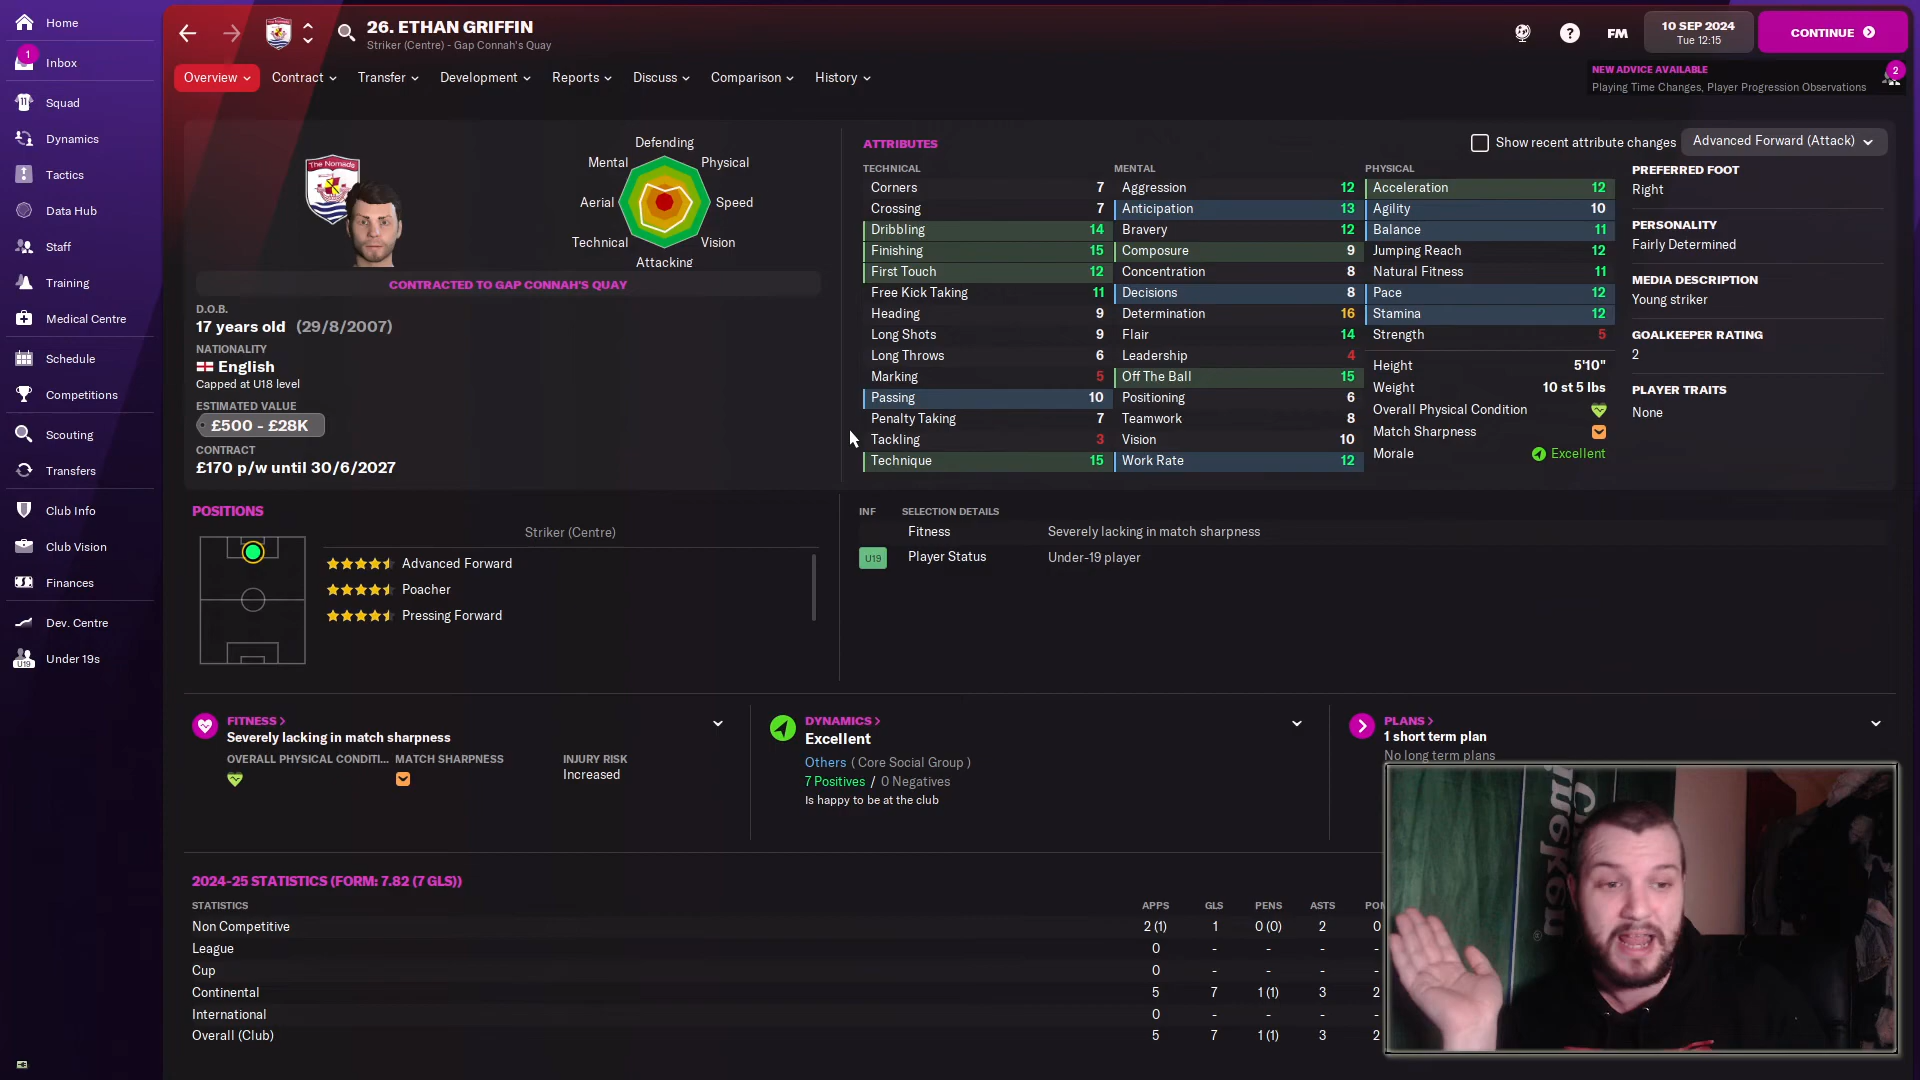 Home
1
Inbox
Squad
Dynamics
Tactics
Data Hub
Staff
Training
Medical Centre
Schedule
Competitions
Scouting
Transfers
Club Info
Club Vision
Finances
Dev. Centre
U19
Under 19s
26. ETHAN GRIFFIN
Striker (Centre) - Gap Connah's Quay
?
FM
10 SEP 2024
Tue 12:15
CONTINUE
Overview
Contract
Transfer
Development
Reports
Discuss
Comparison
History
NEW ADVICE AVAILABLE
2
Playing Time Changes, Player Progression Observations
The Nomads
Defending
Mental
Physical
Aerial
Speed
Technical
Vision
Attacking
CONTRACTED TO GAP CONNAH'S QUAY
D.O.B.
17 years old (29/8/2007)
NATIONALITY
English
Capped at U18 level
ESTIMATED VALUE
£500 - £28K
CONTRACT
£170 p/w until 30/6/2027
ATTRIBUTES
Show recent attribute changes
Advanced Forward (Attack)
TECHNICAL
Corners 7
Crossing 7
Dribbling 14
Finishing 15
First Touch 12
Free Kick Taking 11
Heading 9
Long Shots 9
Long Throws 6
Marking 5
Passing 10
Penalty Taking 7
Tackling 3
Technique 15
MENTAL
Aggression 12
Anticipation 13
Bravery 12
Composure 9
Concentration 8
Decisions 8
Determination 16
Flair 14
Leadership 4
Off The Ball 15
Positioning 6
Teamwork 8
Vision 10
Work Rate 12
PHYSICAL
Acceleration 12
Agility 10
Balance 11
Jumping Reach 12
Natural Fitness 11
Pace 12
Stamina 12
Strength 5
Height 5'10"
Weight 10 st 5 lbs
Overall Physical Condition
Match Sharpness
Morale Excellent
PREFERRED FOOT
Right
PERSONALITY
Fairly Determined
MEDIA DESCRIPTION
Young striker
GOALKEEPER RATING
2
PLAYER TRAITS
None
POSITIONS
Striker (Centre)
Advanced Forward
Poacher
Pressing Forward
INF SELECTION DETAILS
Fitness Severely lacking in match sharpness
U19 Player Status Under-19 player
FITNESS >
Severely lacking in match sharpness
OVERALL PHYSICAL CONDITI... MATCH SHARPNESS INJURY RISK
Increased
DYNAMICS >
Excellent
Others ( Core Social Group )
7 Positives / 0 Negatives
Is happy to be at the club
PLANS >
1 short term plan
No long term plans
2024-25 STATISTICS (FORM: 7.82 (7 GLS))
STATISTICS APPS GLS PENS ASTS POM
Non Competitive 2 (1) 1 0 (0) 2 0
League 0 - - - -
Cup 0 - - - -
Continental 5 7 1 (1) 3 2
International 0 - - - -
Overall (Club) 5 7 1 (1) 3 2